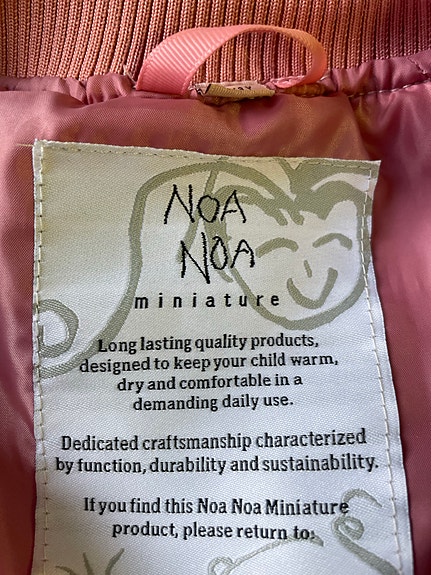 NOA
NOA
miniature
Long lasting quality products,
designed to keep your child warm,
dry and comfortable in a
demanding daily use.
Dedicated craftsmanship characterized
by function, durability and sustainability.
If you find this Noa Noa Miniature
product, please return to: